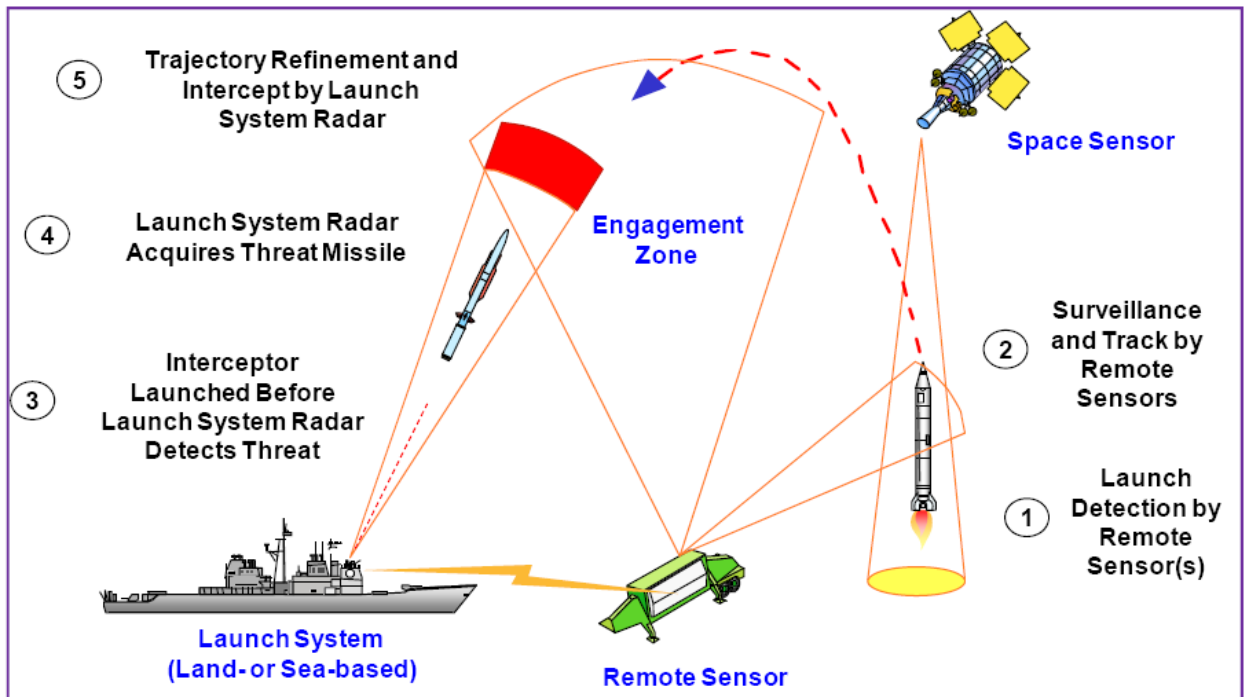 5
Trajectory Refinement and
Intercept by Launch
System Radar
Space Sensor
4
Launch System Radar
Acquires Threat Missile
Engagement
Zone
2
Surveillance
and Track by
Remote
Sensors
3
Interceptor
Launched Before
Launch System Radar
Detects Threat
1
Launch
Detection by
Remote
Sensor(s)
Launch System
(Land- or Sea-based)
Remote Sensor